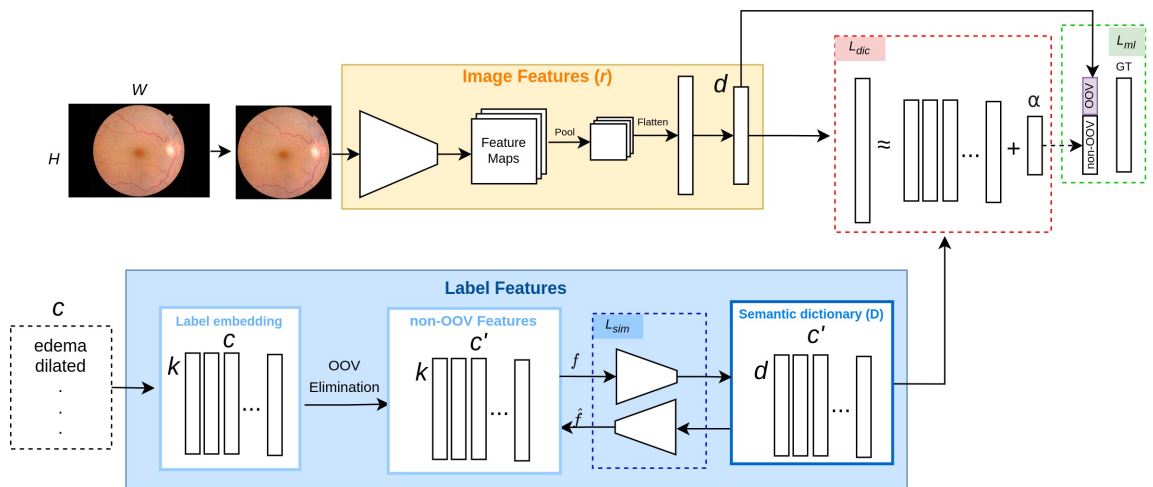 W
H
Image Features (r)
Feature
Maps
Pool
Flatten
d
L_dic
≈
...
+
α
L_ml
GT
OOV
non-OOV
c
edema
dilated
.
.
.
Label Features
Label embedding
c
k
...
OOV
Elimination
non-OOV Features
c'
k
...
f
f̂
L_sim
Semantic dictionary (D)
c'
d
...